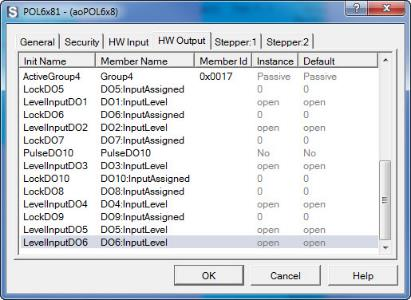 POL6x81 - (aoPOL6x8)
General Security HW Input HW Output Stepper:1 Stepper:2
Init Name Member Name Member Id Instance Default
ActiveGroup4 Group4 0x0017 Passive Passive
LockDO5 DO5:InputAssigned 0 0
LevelInputDO1 DO1:InputLevel open open
LockDO6 DO6:InputAssigned 0 0
LevelInputDO2 DO2:InputLevel open open
LockDO7 DO7:InputAssigned 0 0
PulseDO10 PulseDO10 No No
LevelInputDO3 DO3:InputLevel open open
LockDO10 DO10:InputAssigned 0 0
LockDO8 DO8:InputAssigned 0 0
LevelInputDO4 DO4:InputLevel open open
LockDO9 DO9:InputAssigned 0 0
LevelInputDO5 DO5:InputLevel open open
LevelInputDO6 DO6:InputLevel open open
OK Cancel Help